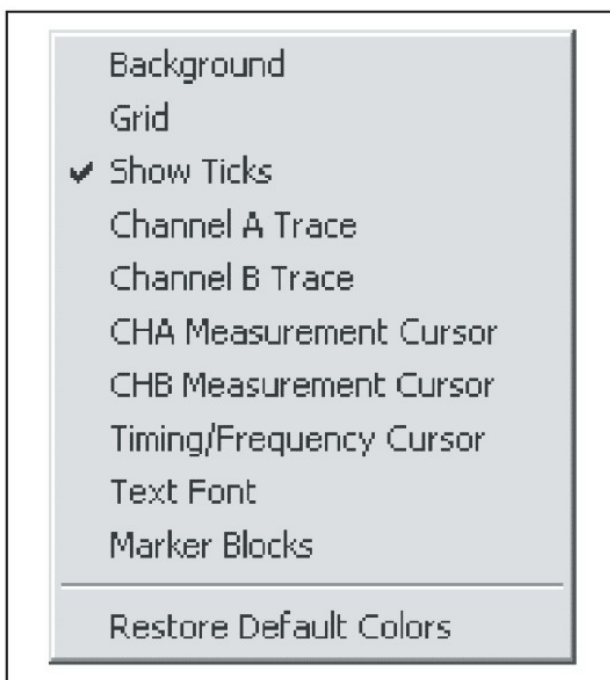 Background
Grid
Show Ticks
Channel A Trace
Channel B Trace
CHA Measurement Cursor
CHB Measurement Cursor
Timing/Frequency Cursor
Text Font
Marker Blocks
Restore Default Colors